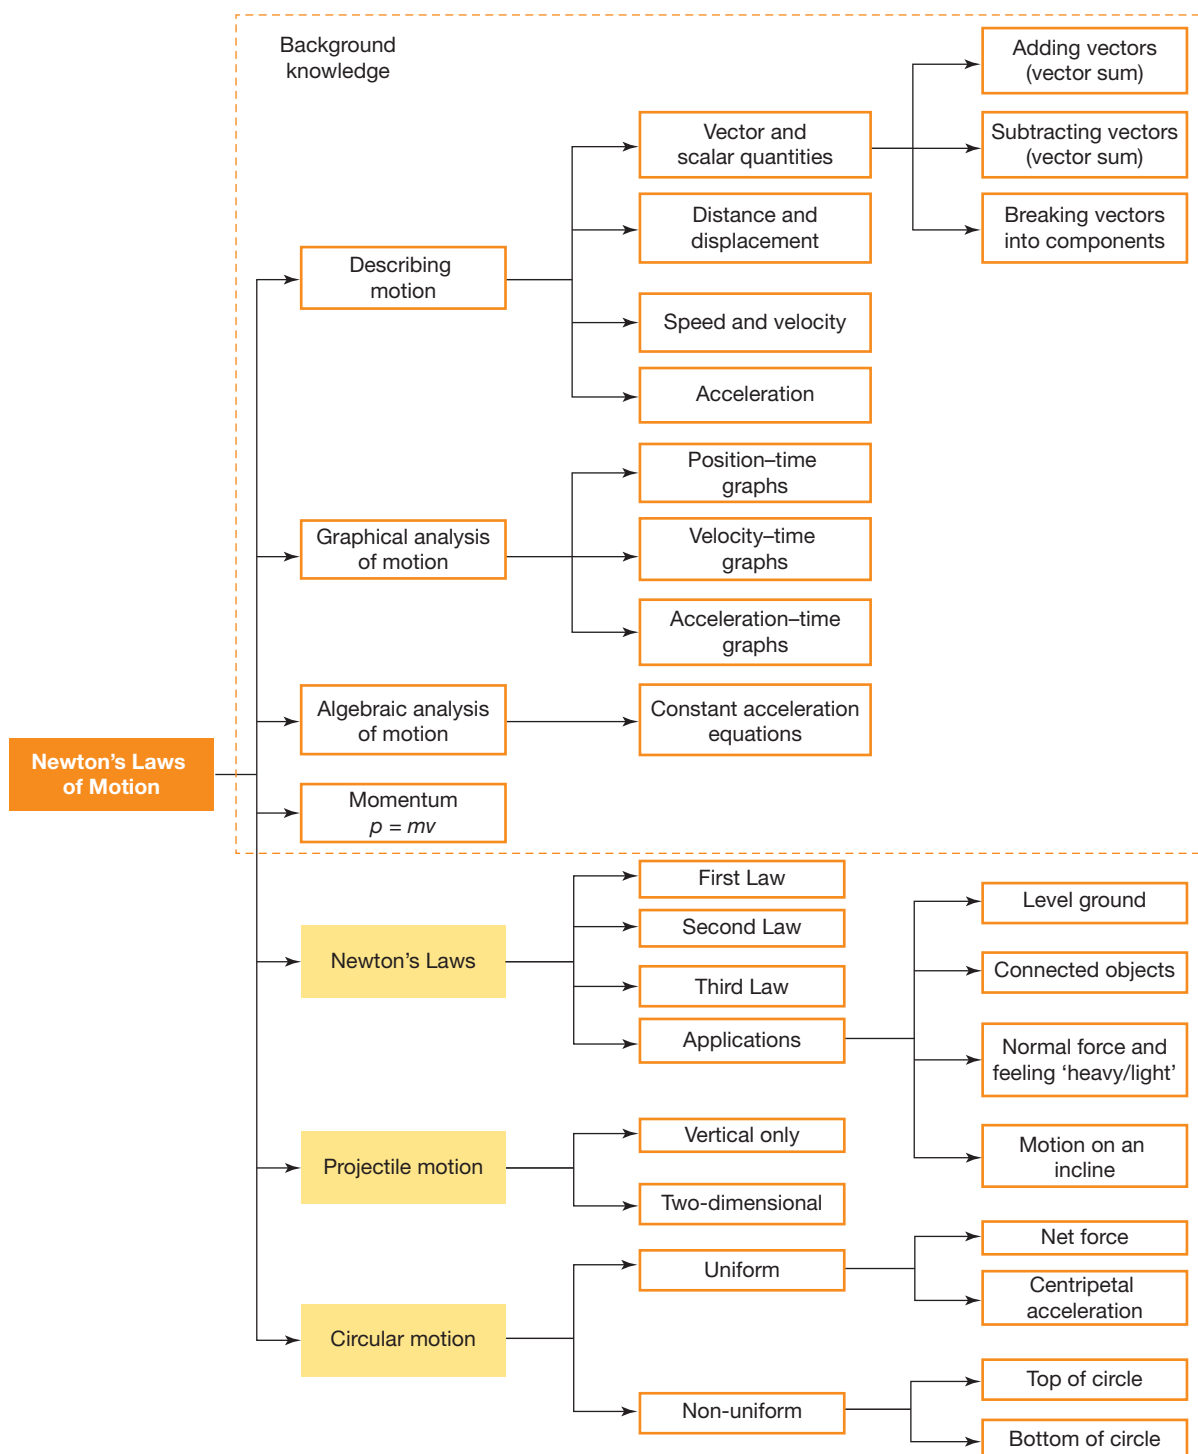 Background
knowledge
Adding vectors
(vector sum)
Vector and
scalar quantities
Subtracting vectors
(vector sum)
Distance and
displacement
Breaking vectors
into components
Describing
motion
Speed and velocity
Acceleration
Position–time
graphs
Graphical analysis
of motion
Velocity–time
graphs
Acceleration–time
graphs
Algebraic analysis
of motion
Constant acceleration
equations
Newton’s Laws
of Motion
Momentum
p = mv
First Law
Level ground
Second Law
Newton’s Laws
Connected objects
Third Law
Applications
Normal force and
feeling ‘heavy/light’
Vertical only
Motion on an
incline
Projectile motion
Two-dimensional
Net force
Uniform
Centripetal
acceleration
Circular motion
Top of circle
Non-uniform
Bottom of circle